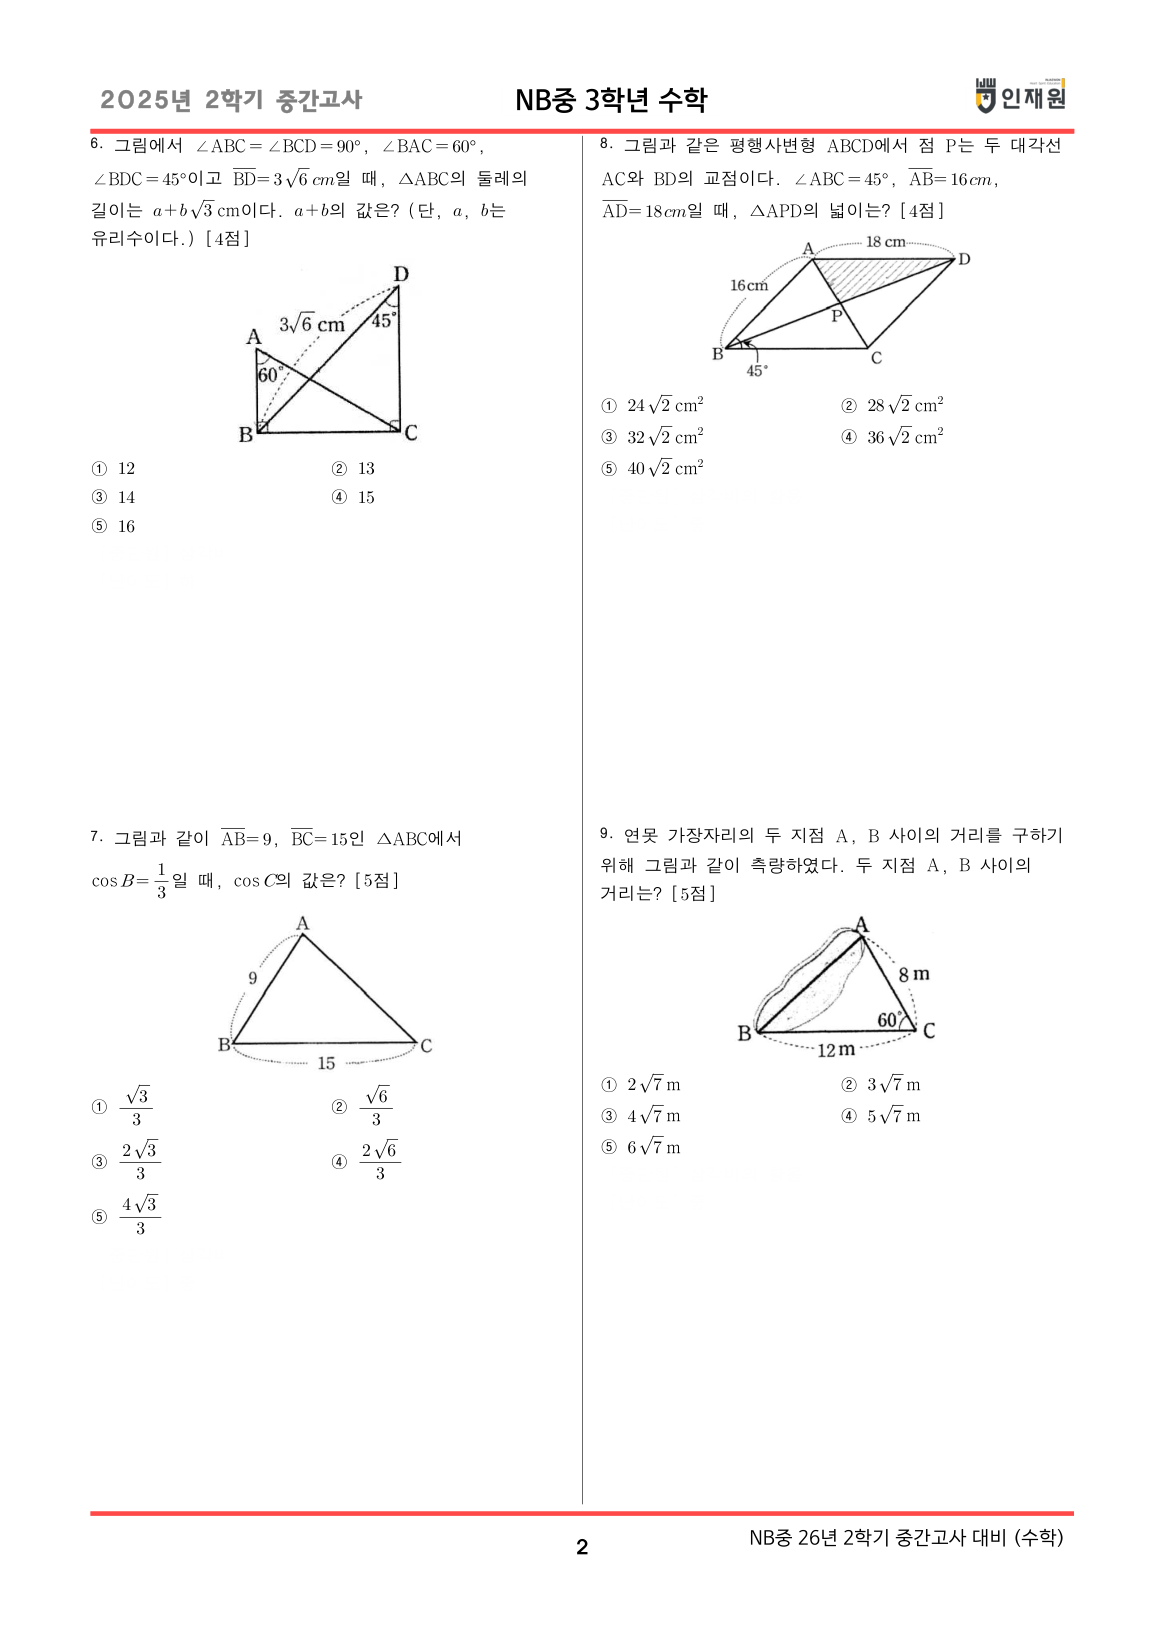 2025년 2학기 중간고사
NB중 3학년 수학
IJW 인재원
6. 그림에서 ∠ABC=∠BCD=90°, ∠BAC=60°,
∠BDC=45°이고 BD=3√6cm일 때, △ABC의 둘레의
길이는 a+b√3cm이다. a+b의 값은? (단, a, b는
유리수이다.) [4점]
D
3√6 cm
45°
A
60°
B
C
① 12 ② 13
③ 14 ④ 15
⑤ 16
7. 그림과 같이 AB=9, BC=15인 △ABC에서
cos B=1/3일 때, cos C의 값은? [5점]
A
9
B
C
15
① √3/3 ② √6/3
③ 2√3/3 ④ 2√6/3
⑤ 4√3/3
8. 그림과 같은 평행사변형 ABCD에서 점 P는 두 대각선
AC와 BD의 교점이다. ∠ABC=45°, AB=16cm,
AD=18cm일 때, △APD의 넓이는? [4점]
18 cm
A
D
16cm
P
B
C
45°
① 24√2 cm² ② 28√2 cm²
③ 32√2 cm² ④ 36√2 cm²
⑤ 40√2 cm²
9. 연못 가장자리의 두 지점 A, B 사이의 거리를 구하기
위해 그림과 같이 측량하였다. 두 지점 A, B 사이의
거리는? [5점]
A
8 m
60°
B
C
12 m
① 2√7 m ② 3√7 m
③ 4√7 m ④ 5√7 m
⑤ 6√7 m
2
NB중 26년 2학기 중간고사 대비 (수학)